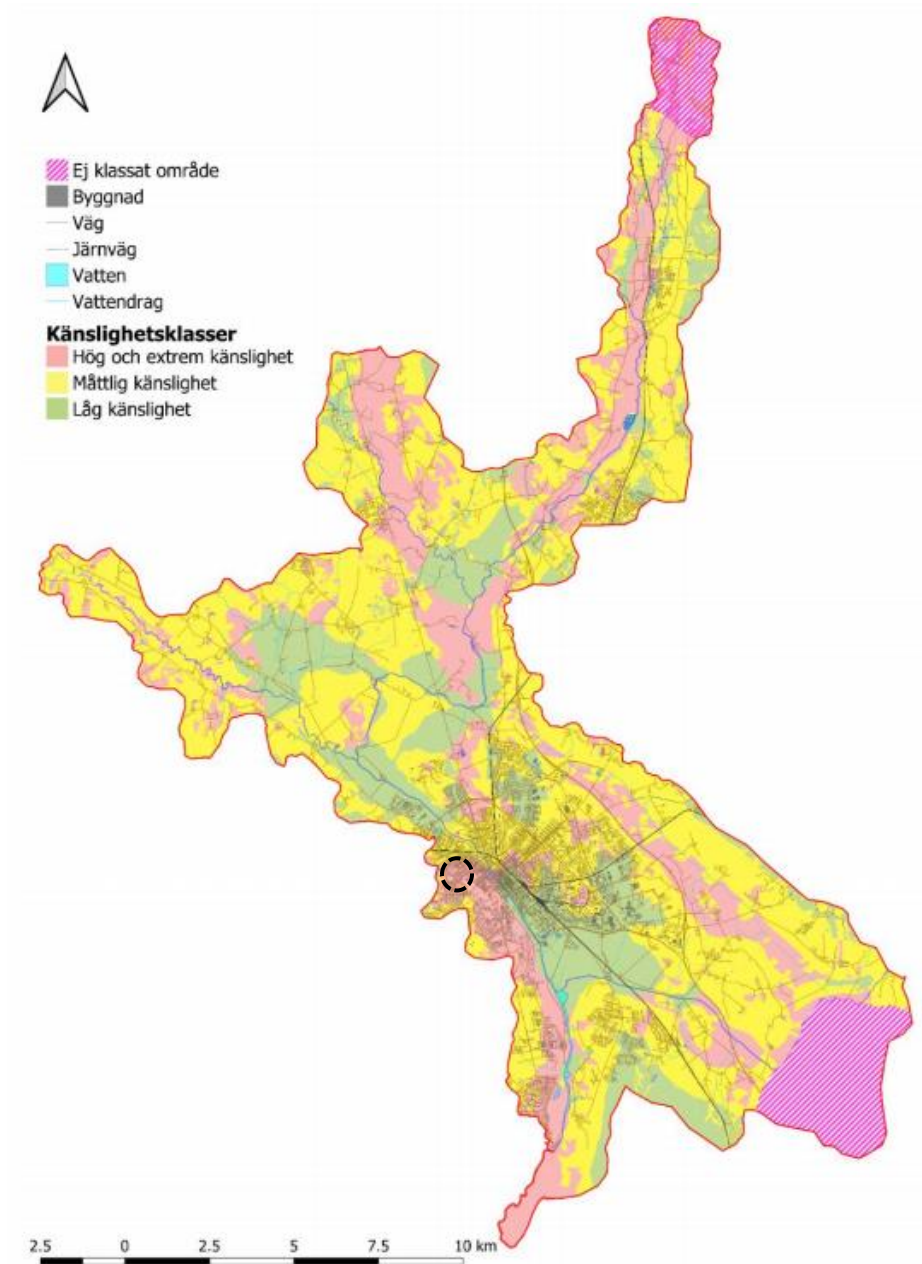 Ej klassat område
Byggnad
Väg
Järnväg
Vatten
Vattendrag
Känslighetsklasser
Hög och extrem känslighet
Måttlig känslighet
Låg känslighet
2.5 0 2.5 5 7.5 10 km